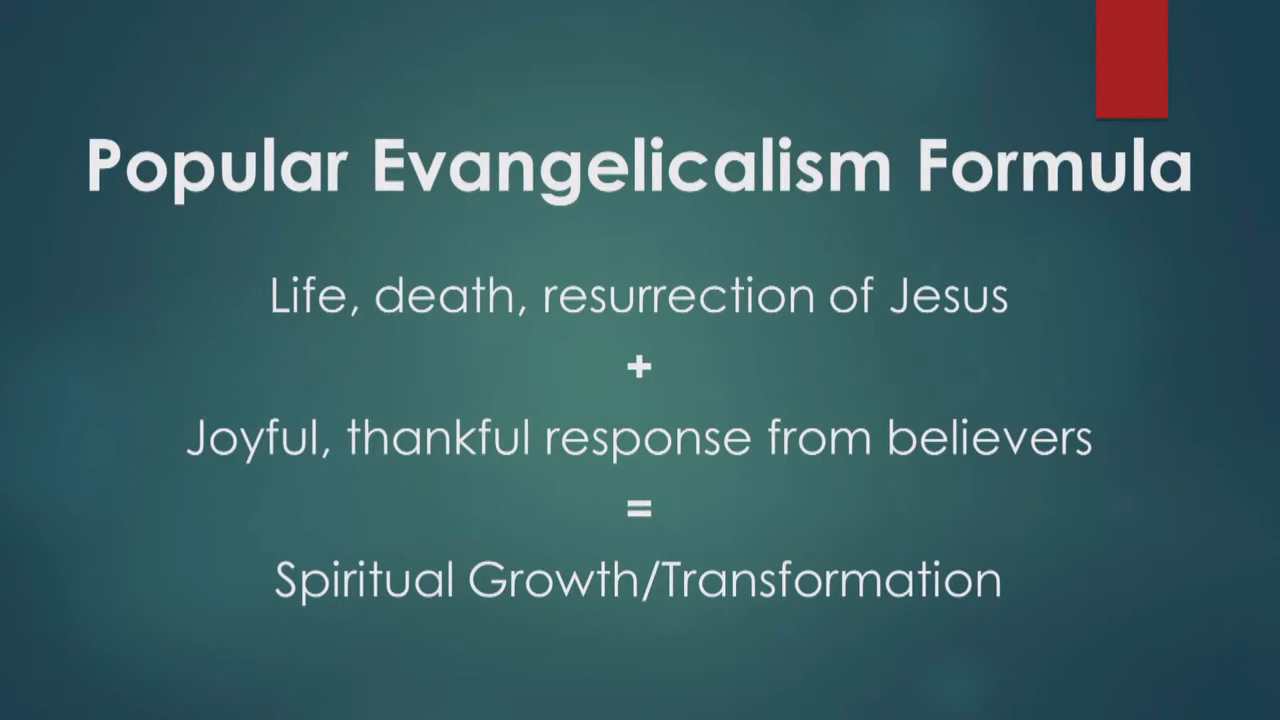 Popular Evangelicalism Formula
Life, death, resurrection of Jesus
+
Joyful, thankful response from believers
=
Spiritual Growth/Transformation